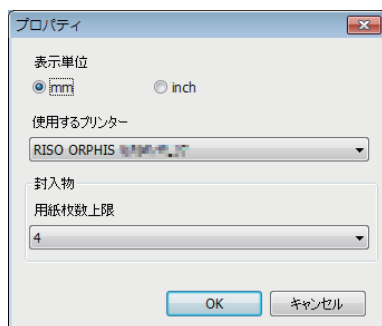 プロパティ
表示単位
mm
inch
使用するプリンター
RISO ORPHIS
封入物
用紙枚数上限
4
OK
キャンセル